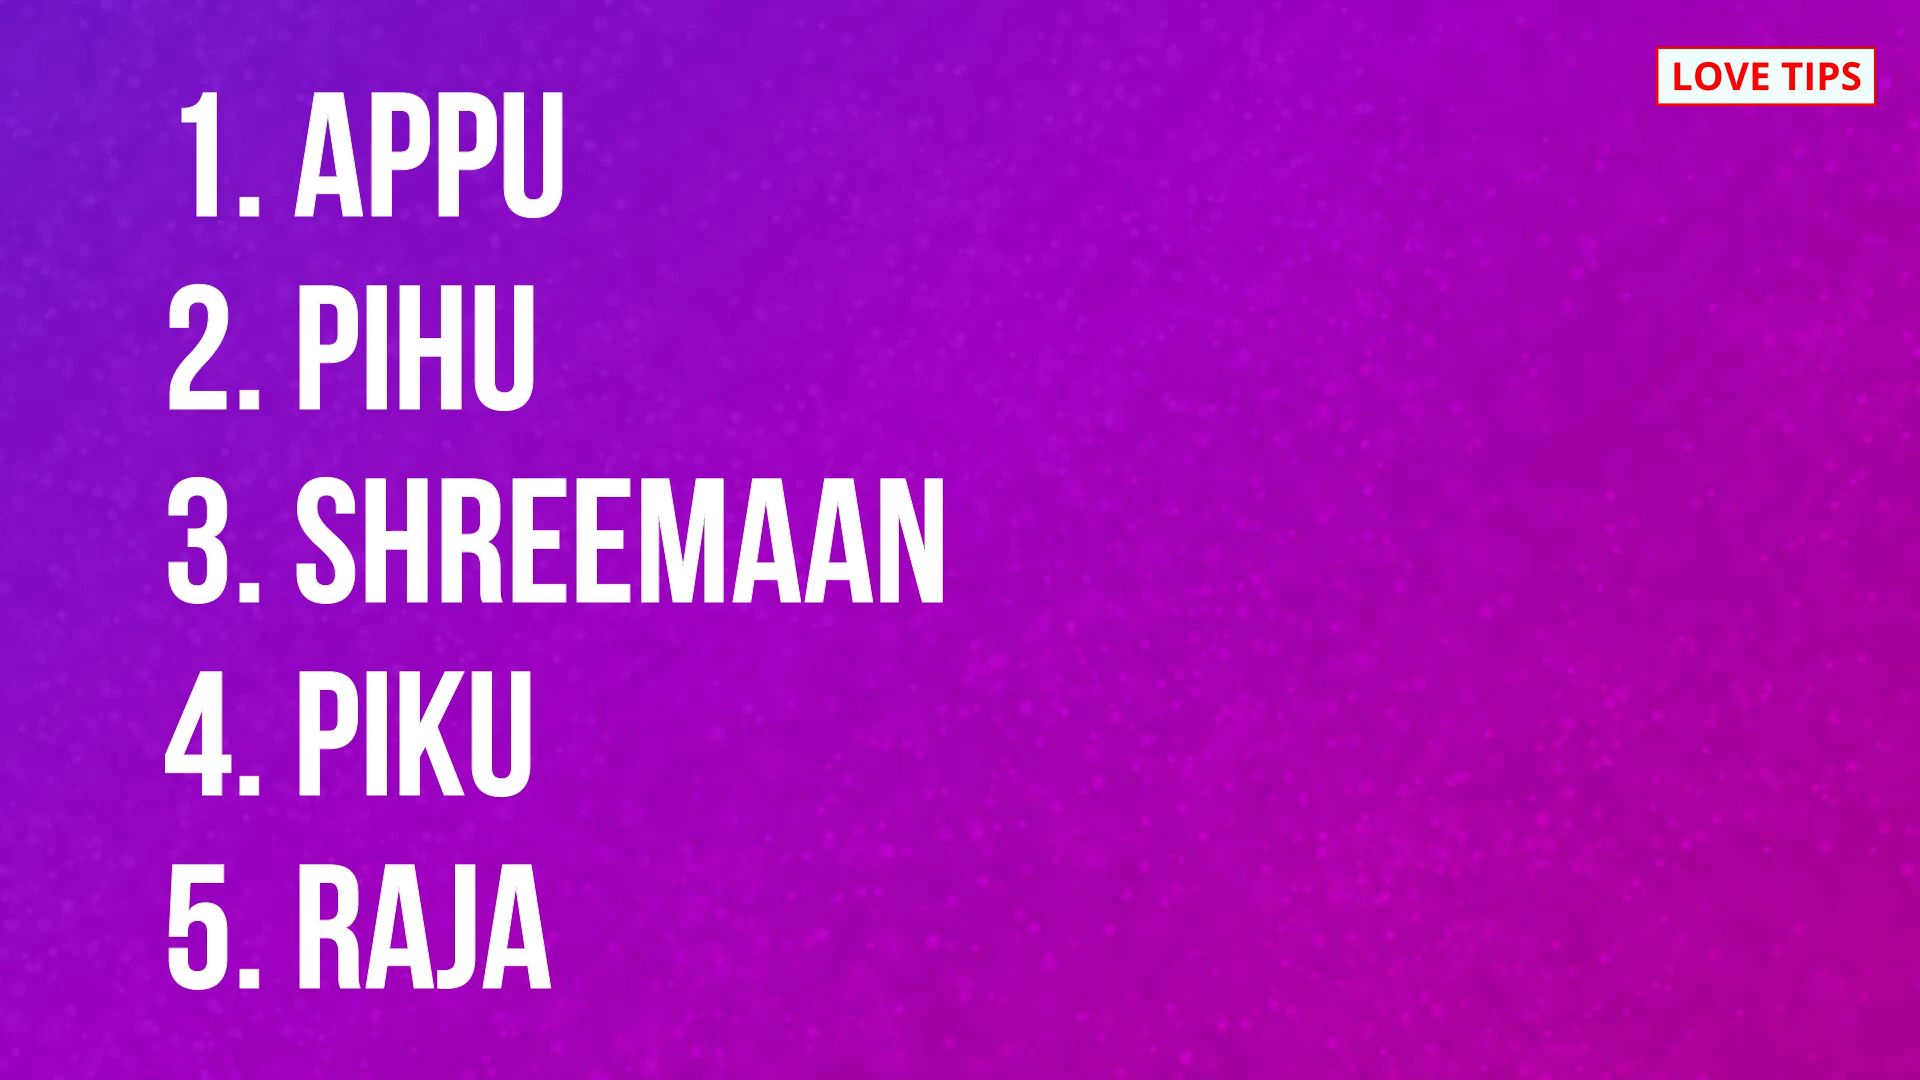 LOVE TIPS
1. APPU
2. PIHU
3. SHREEMAAN
4. PIKU
5. RAJA